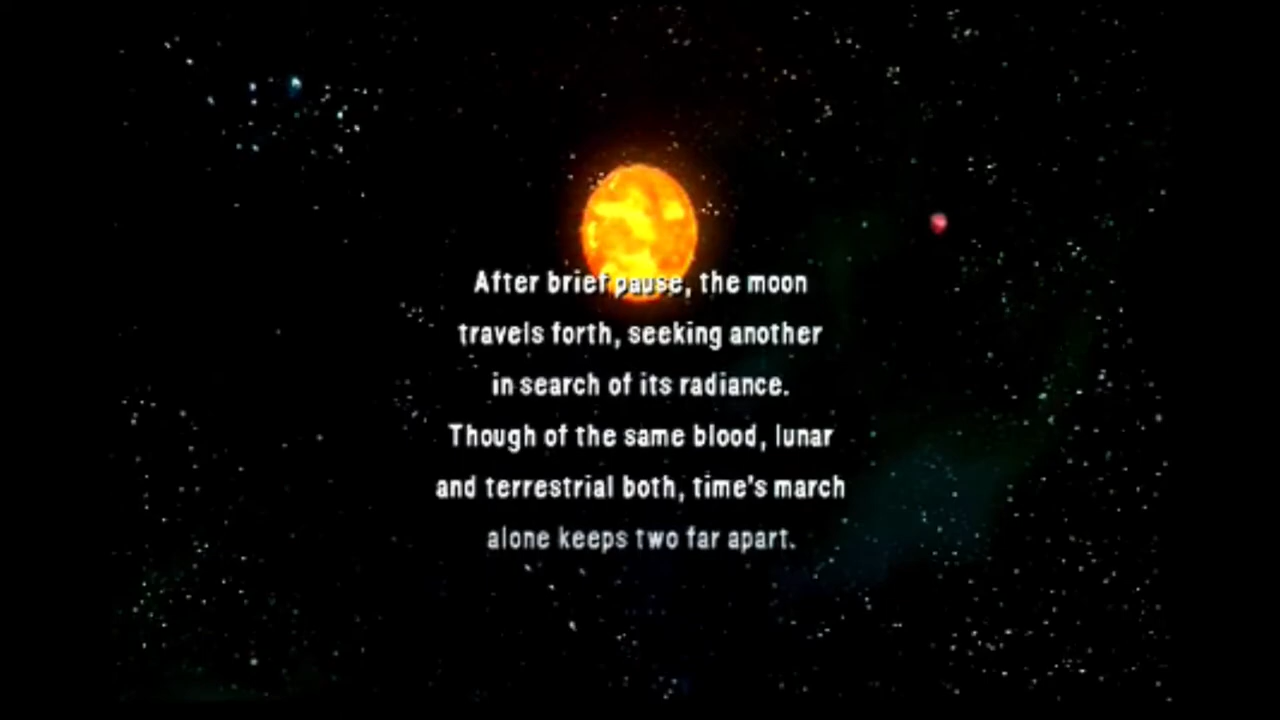 After brief pause, the moon
travels forth, seeking another
in search of its radiance.
Though of the same blood, lunar
and terrestrial both, time's march
alone keeps two far apart.